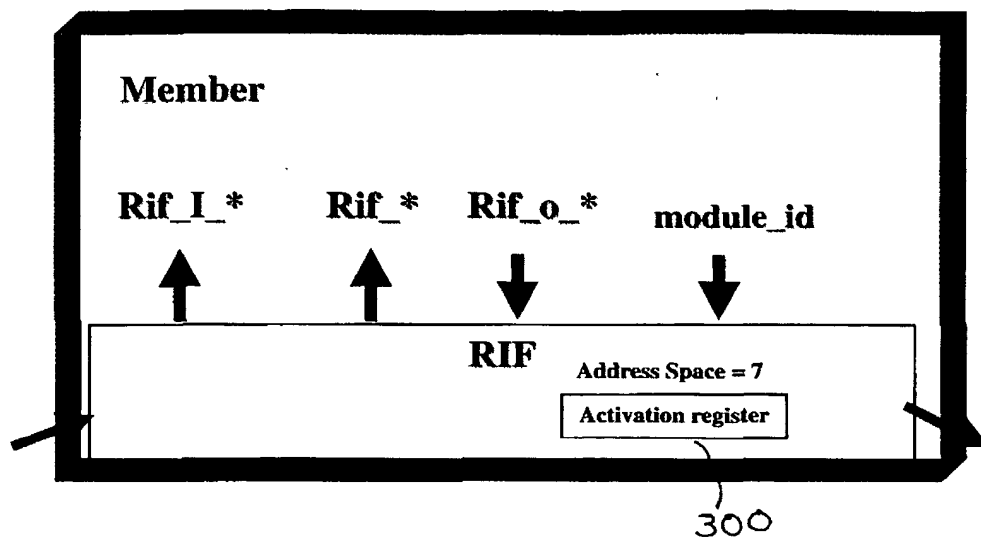 Member
Rif_I_* Rif_* Rif_o_* module_id
RIF
Address Space = 7
Activation register
300